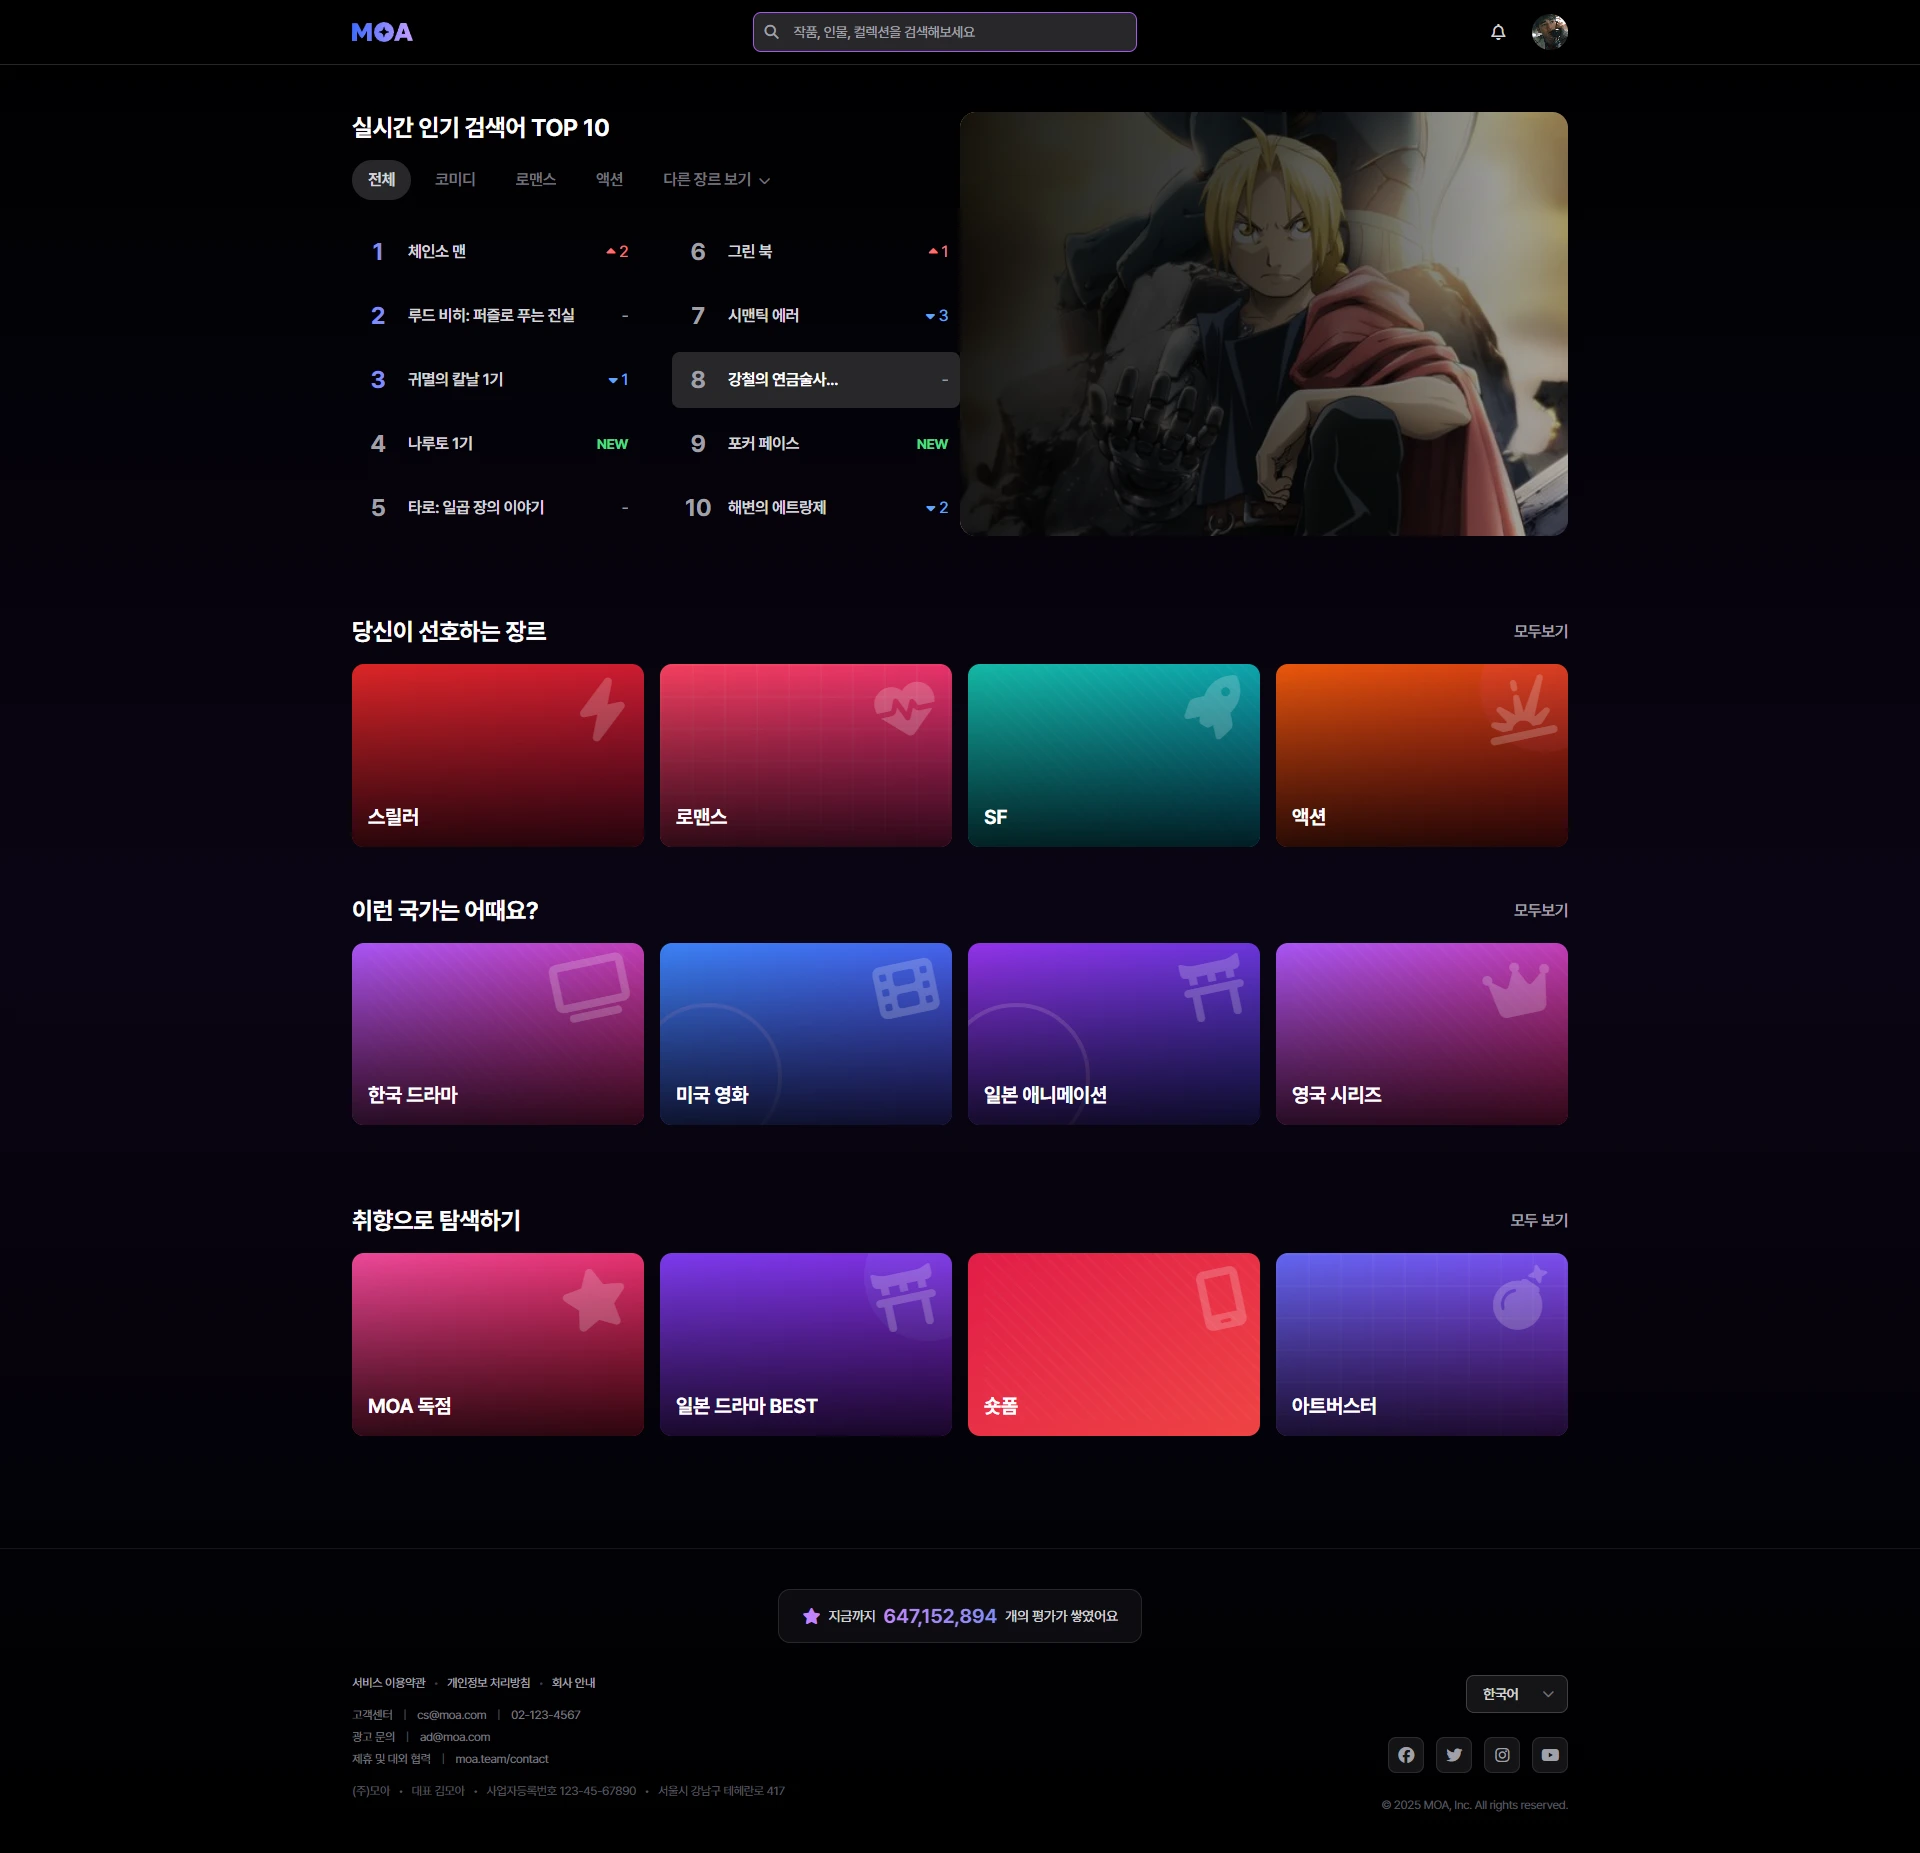 MOA
작품, 인물, 컬렉션을 검색해보세요
실시간 인기 검색어 TOP 10
전체 코미디 로맨스 액션 다른 장르 보기
1 체인소 맨 2
2 루드 비히: 퍼즐로 푸는 진실 -
3 귀멸의 칼날 1기 1
4 나루토 1기 NEW
5 타로: 일곱 장의 이야기 -
6 그린 북 1
7 시맨틱 에러 3
8 강철의 연금술사... -
9 포커 페이스 NEW
10 해변의 에트랑제 2
당신이 선호하는 장르 모두보기
스릴러 로맨스 SF 액션
이런 국가는 어때요? 모두보기
한국 드라마 미국 영화 일본 애니메이션 영국 시리즈
취향으로 탐색하기 모두 보기
MOA 독점 일본 드라마 BEST 숏폼 아트버스터
지금까지 647,152,894 개의 평가가 쌓였어요
서비스 이용약관 · 개인정보 처리방침 · 회사 안내
고객센터 | cs@moa.com | 02-123-4567
광고 문의 | ad@moa.com
제휴 및 대외 협력 | moa.team/contact
(주)모아 • 대표 김모아 • 사업자등록번호 123-45-67890 • 서울시 강남구 테헤란로 417
한국어
© 2025 MOA, Inc. All rights reserved.